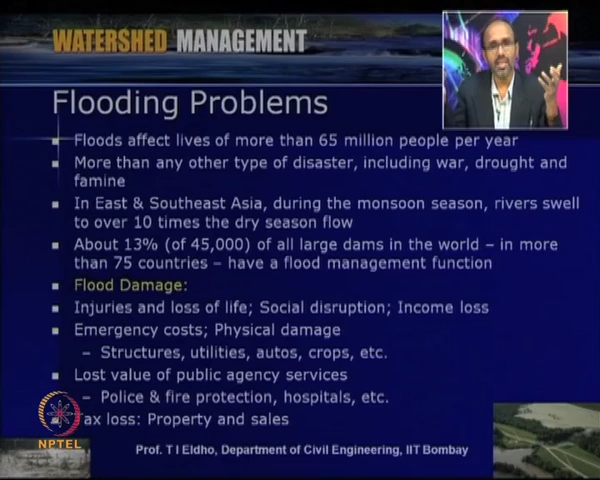 WATERSHED MANAGEMENT
Flooding Problems
Floods affect lives of more than 65 million people per year
More than any other type of disaster, including war, drought and
famine
In East & Southeast Asia, during the monsoon season, rivers swell
to over 10 times the dry season flow
About 13% (of 45,000) of all large dams in the world – in more
than 75 countries – have a flood management function
Flood Damage:
Injuries and loss of life; Social disruption; Income loss
Emergency costs; Physical damage
– Structures, utilities, autos, crops, etc.
Lost value of public agency services
– Police & fire protection, hospitals, etc.
Tax loss: Property and sales
NPTEL
Prof. T I Eldho, Department of Civil Engineering, IIT Bombay